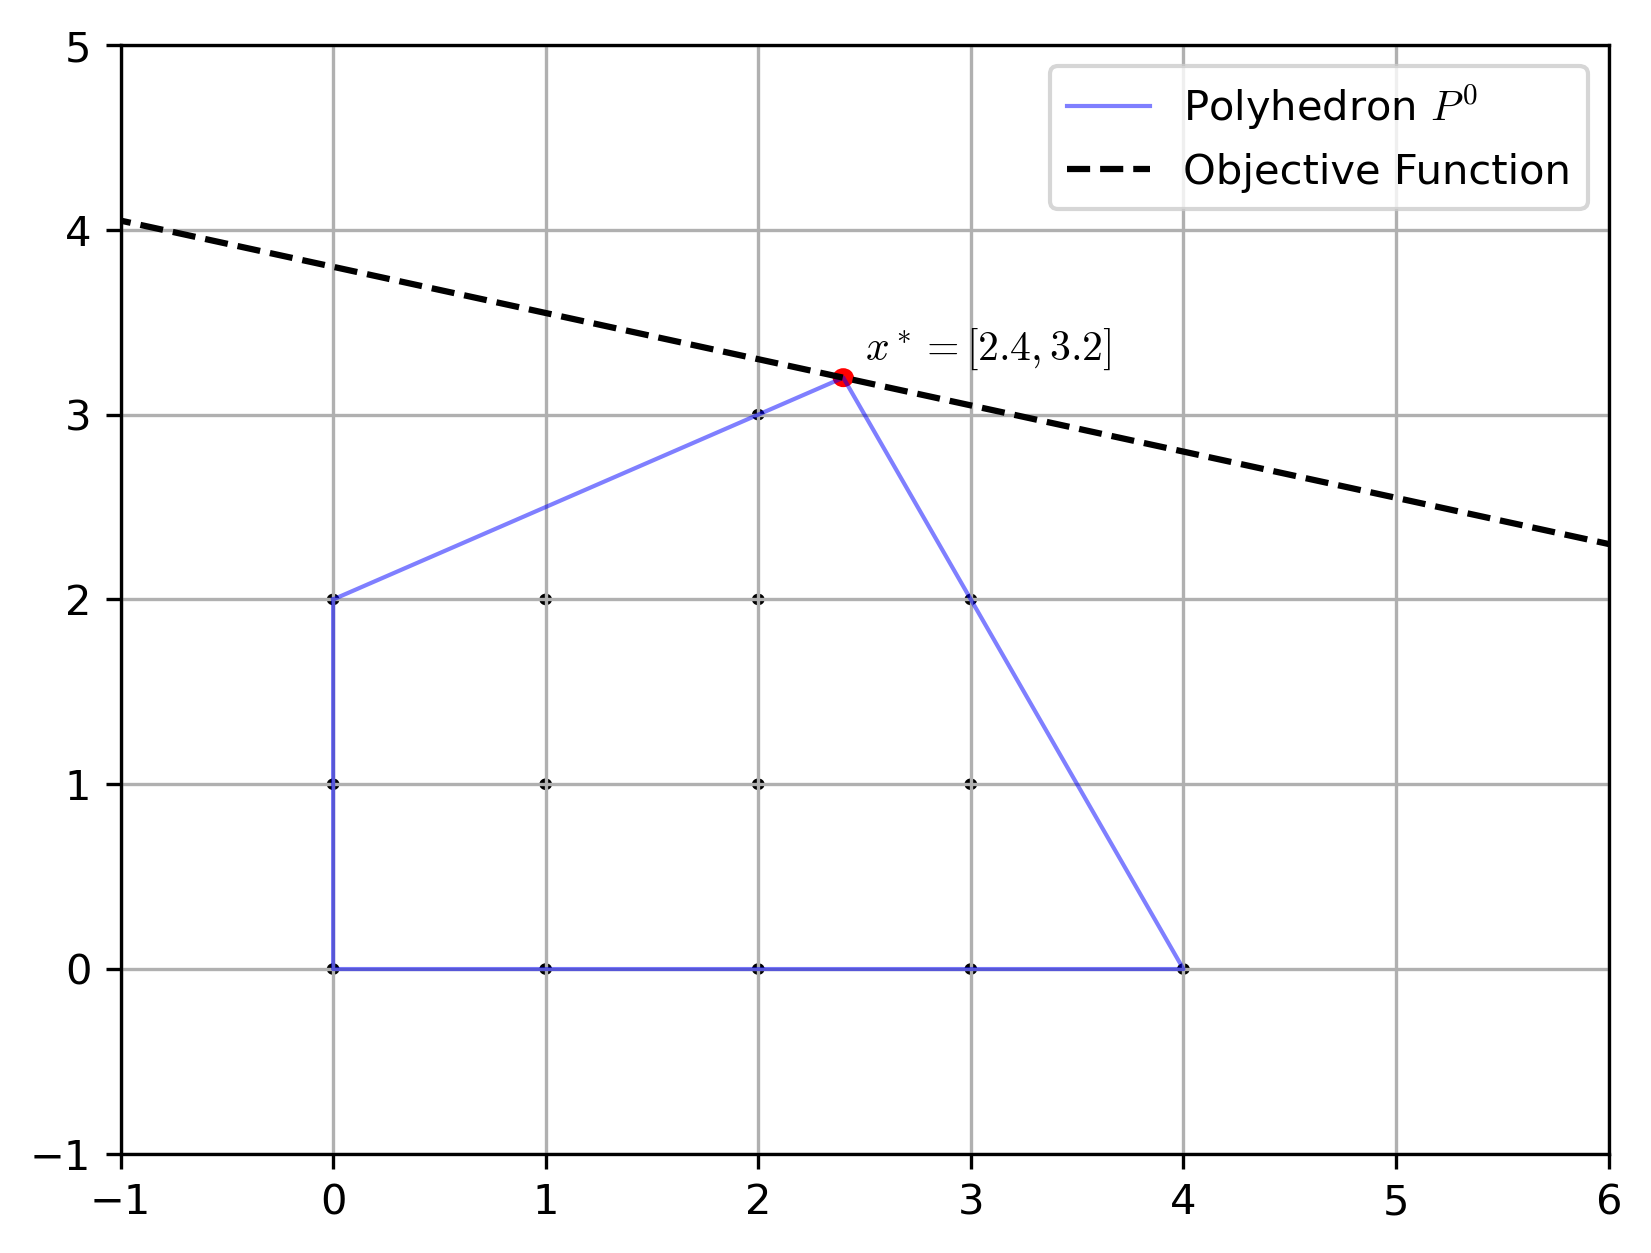 5
4
3
2
1
0
−1
−1 0 1 2 3 4 5 6
Polyhedron P⁰
Objective Function
x* = [2.4, 3.2]